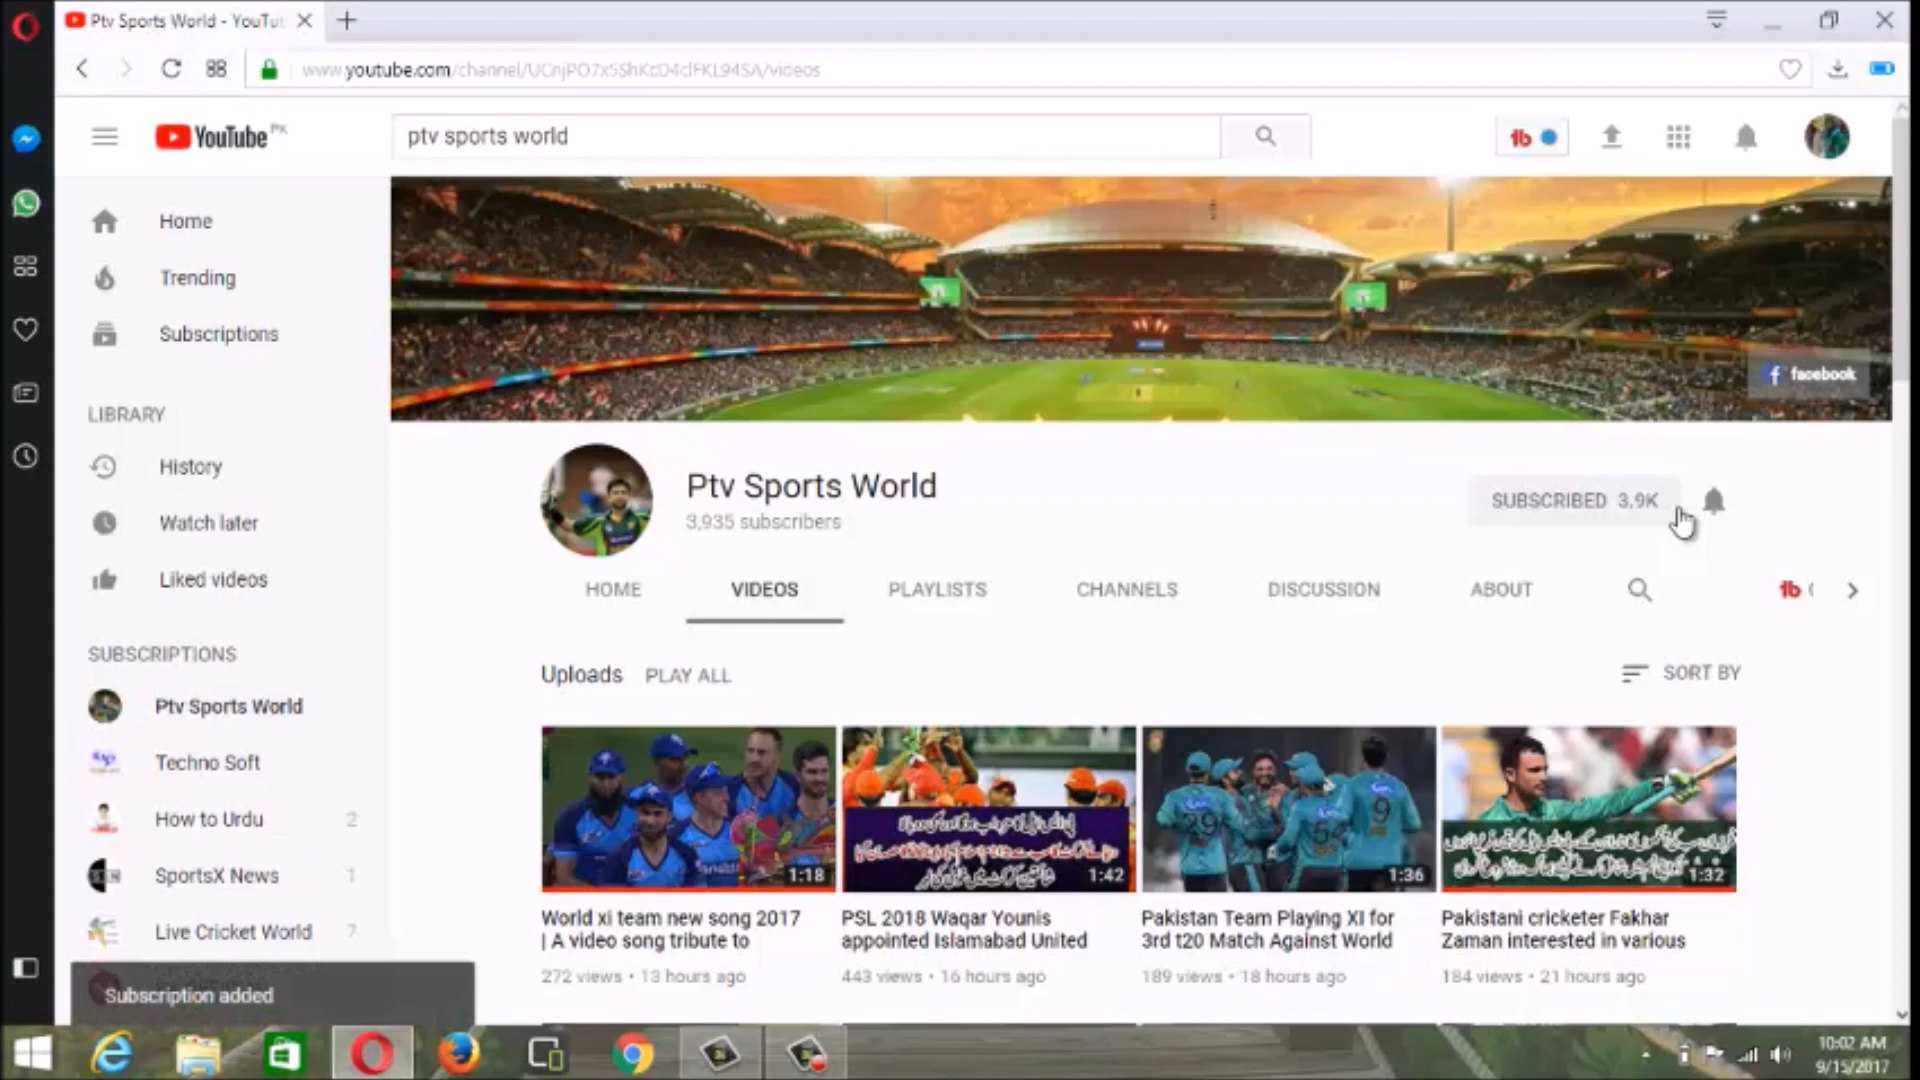 Ptv Sports World - YouTu
www.youtube.com/channel/UCnjPO7x5ShKcD4clFKL94SA/videos
YouTube PK
ptv sports world
Home
Trending
Subscriptions
facebook
LIBRARY
History
Watch later
Liked videos
Ptv Sports World
3,935 subscribers
SUBSCRIBED 3.9K
HOME VIDEOS PLAYLISTS CHANNELS DISCUSSION ABOUT
Uploads PLAY ALL
SORT BY
SUBSCRIPTIONS
Ptv Sports World
Techno Soft
How to Urdu 2
SportsX News 1
Live Cricket World 7
1:18
1:42
1:36
1:32
World xi team new song 2017
| A video song tribute to
272 views • 13 hours ago
PSL 2018 Waqar Younis
appointed Islamabad United
443 views • 16 hours ago
Pakistan Team Playing XI for
3rd t20 Match Against World
189 views • 18 hours ago
Pakistani cricketer Fakhar
Zaman interested in various
184 views • 21 hours ago
Subscription added
10:02 AM
9/15/2017